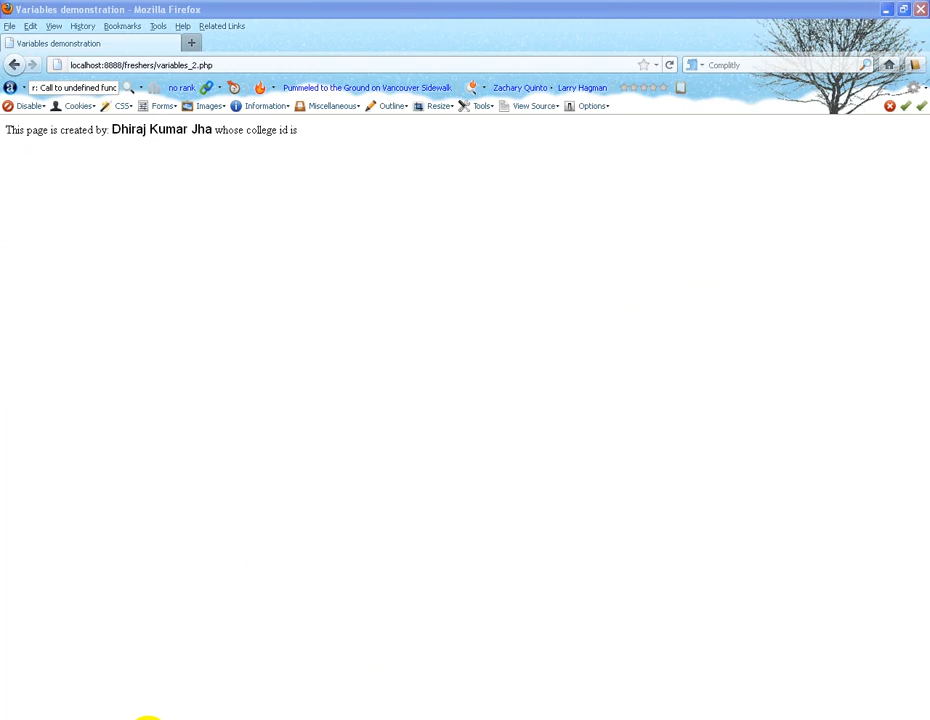 Variables demonstration - Mozilla Firefox
File Edit View History Bookmarks Tools Help Related Links
Variables demonstration
localhost:8888/freshers/variables_2.php
Complitly
r: Call to undefined func no rank Pummeled to the Ground on Vancouver Sidewalk Zachary Quinto Larry Hagman
Disable Cookies CSS Forms Images Information Miscellaneous Outline Resize Tools View Source Options
This page is created by: Dhiraj Kumar Jha whose college id is